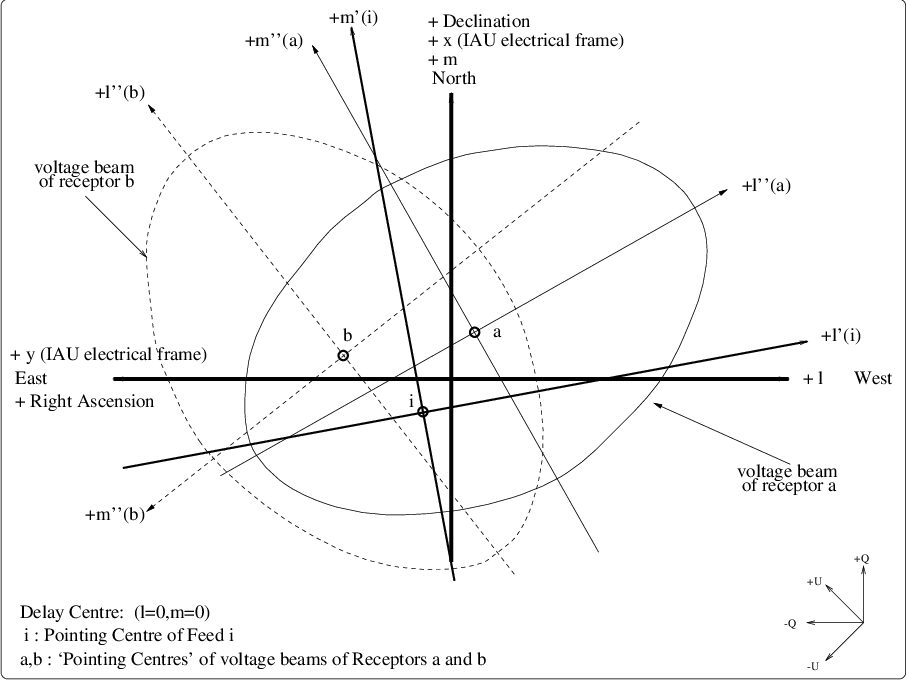 +m’(i)
+ Declination
+m’’(a)
+ x (IAU electrical frame)
+ m
North
+l’’(b)
voltage beam
of receptor b
+l’’(a)
b
a
+l’(i)
+ y (IAU electrical frame)
East
+ l
West
+ Right Ascension
i
voltage beam
of receptor a
+m’’(b)
+Q
+U
-Q
-U
Delay Centre:  (l=0,m=0)
i : Pointing Centre of Feed i
a,b : ‘Pointing Centres’ of voltage beams of Receptors a and b